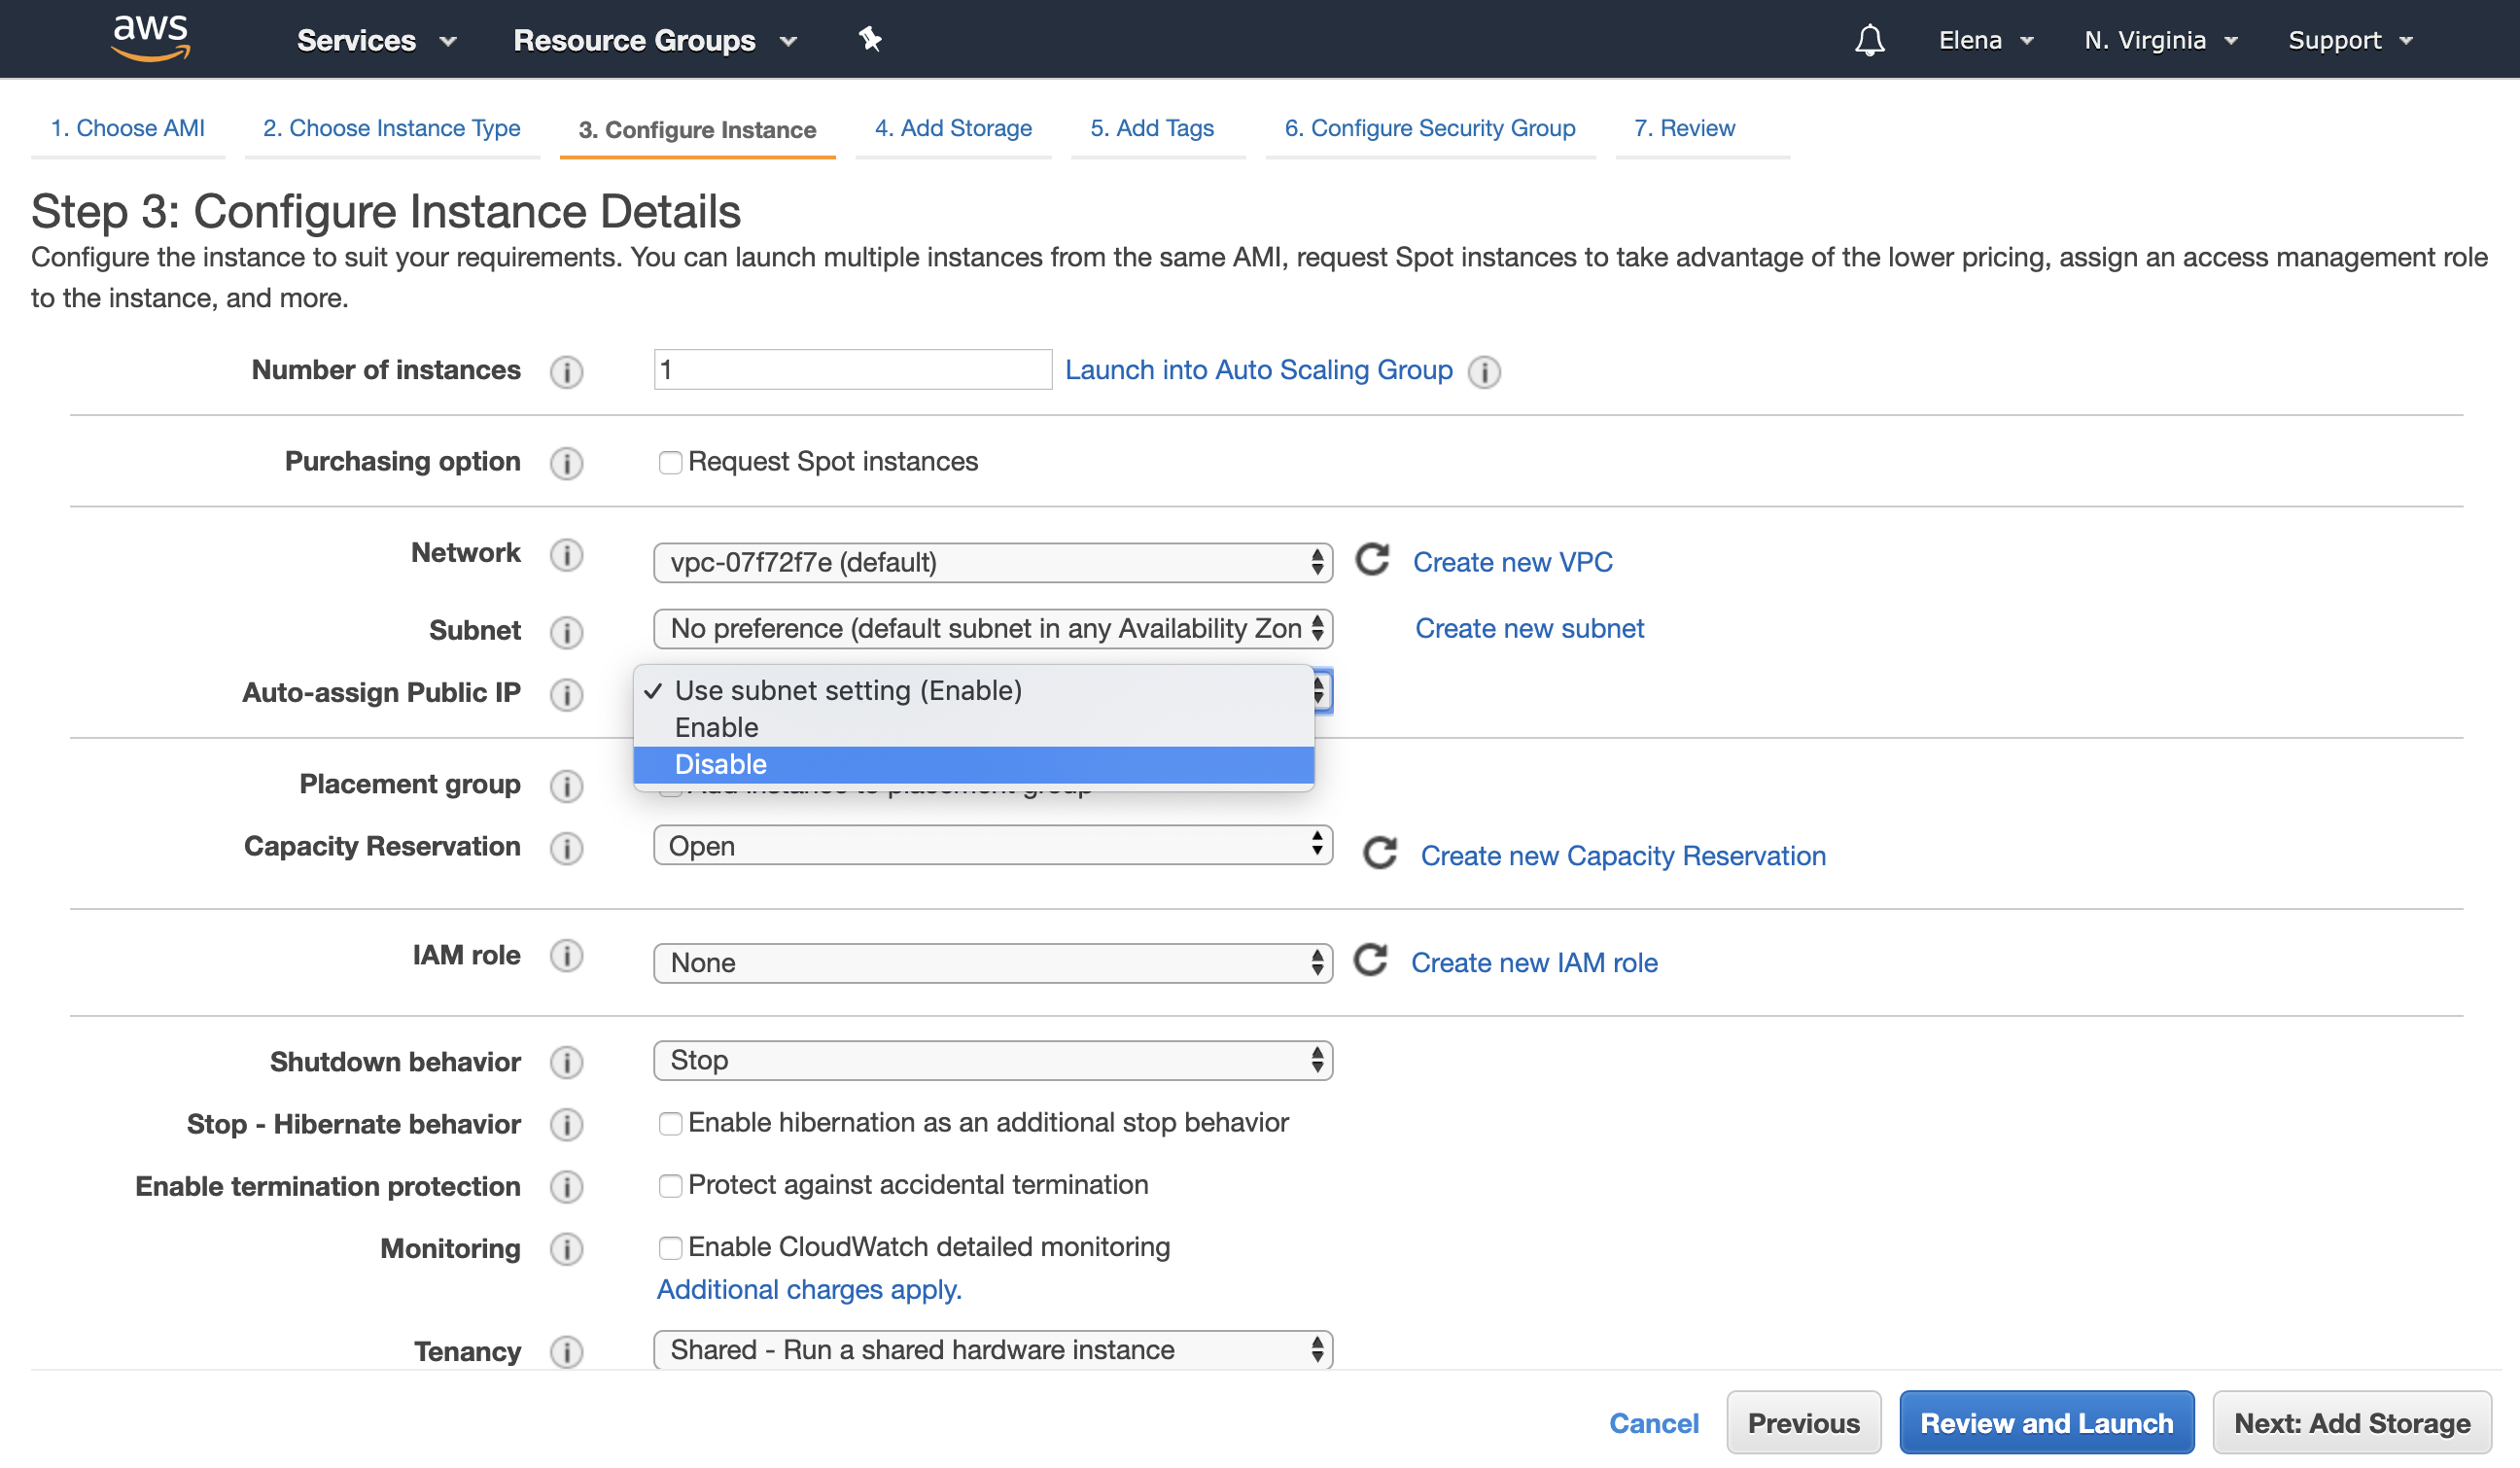 aws
Services
Resource Groups
Elena
N. Virginia
Support
1. Choose AMI
2. Choose Instance Type
3. Configure Instance
4. Add Storage
5. Add Tags
6. Configure Security Group
7. Review
Step 3: Configure Instance Details
Configure the instance to suit your requirements. You can launch multiple instances from the same AMI, request Spot instances to take advantage of the lower pricing, assign an access management role
to the instance, and more.
Number of instances
1
Launch into Auto Scaling Group
Purchasing option
Request Spot instances
Network
vpc-07f72f7e (default)
Create new VPC
Subnet
No preference (default subnet in any Availability Zon
Create new subnet
Auto-assign Public IP
Use subnet setting (Enable)
Enable
Disable
Placement group
Add instance to placement group
Capacity Reservation
Open
Create new Capacity Reservation
IAM role
None
Create new IAM role
Shutdown behavior
Stop
Stop - Hibernate behavior
Enable hibernation as an additional stop behavior
Enable termination protection
Protect against accidental termination
Monitoring
Enable CloudWatch detailed monitoring
Additional charges apply.
Tenancy
Shared - Run a shared hardware instance
Cancel
Previous
Review and Launch
Next: Add Storage